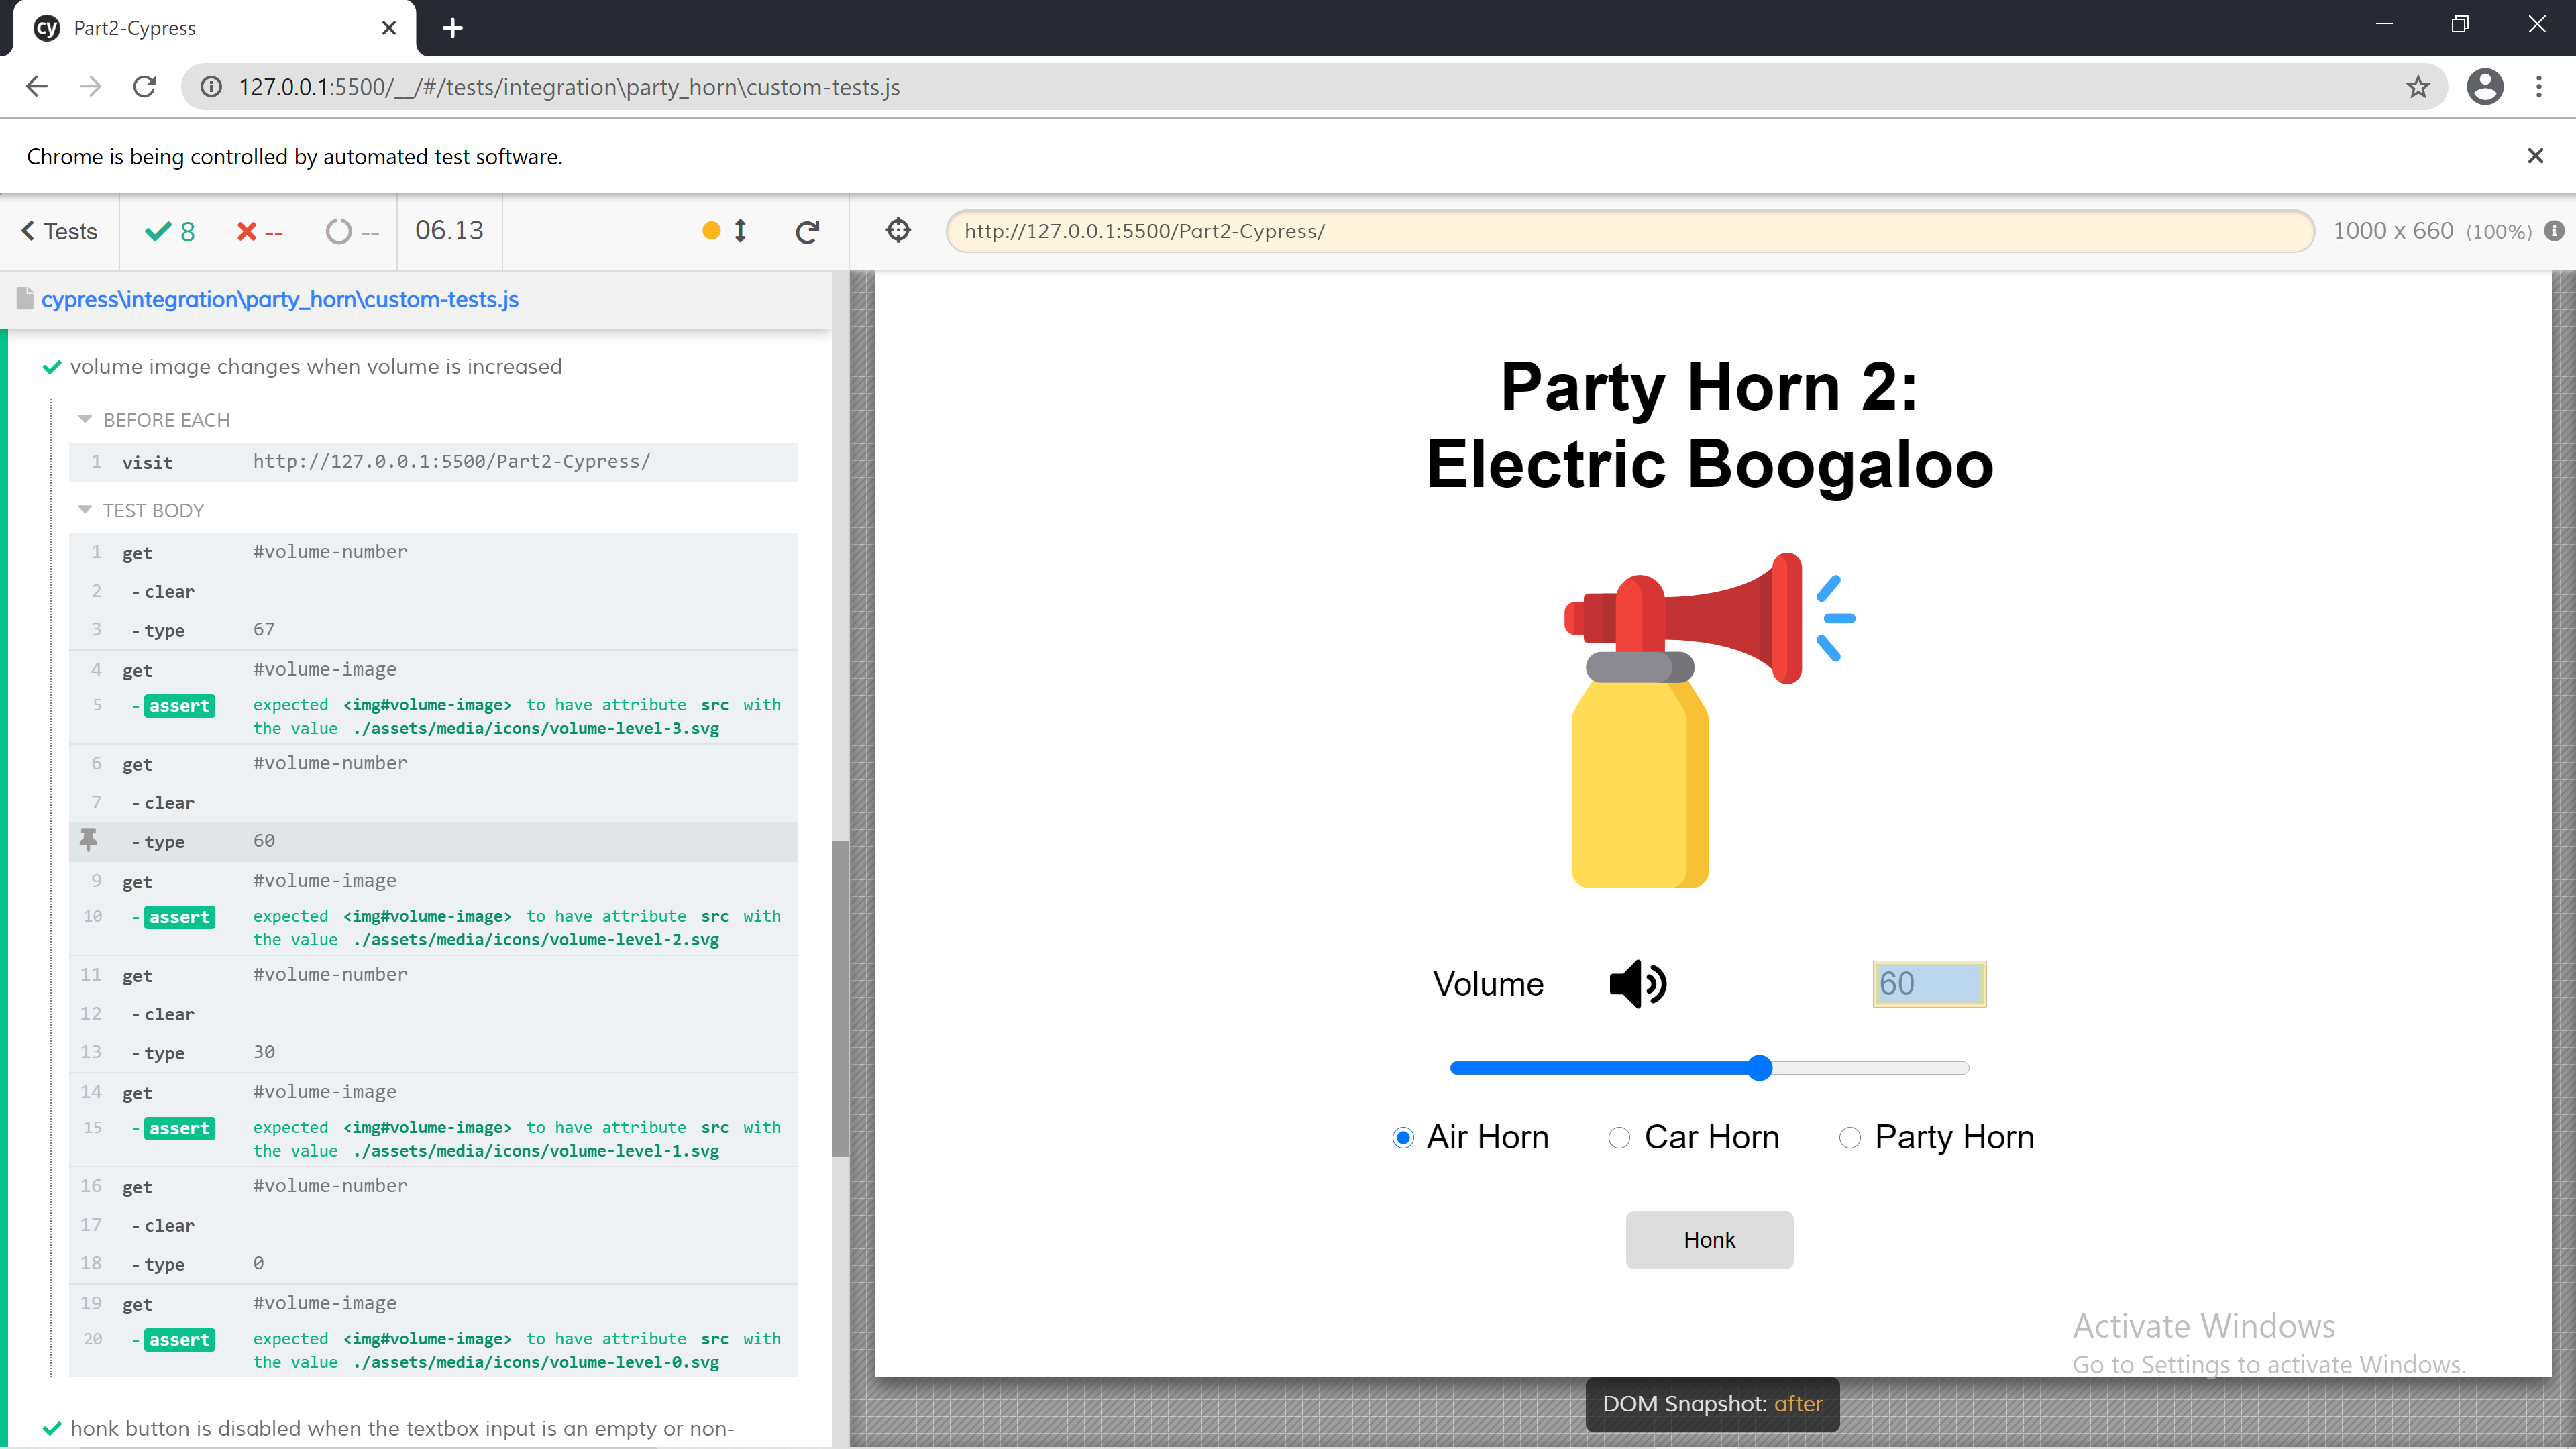 cy Part2-Cypress
127.0.0.1:5500/__/#/tests/integration\party_horn\custom-tests.js
Chrome is being controlled by automated test software.
Tests 8 -- -- 06.13
http://127.0.0.1:5500/Part2-Cypress/ 1000 x 660 (100%)
cypress\integration\party_horn\custom-tests.js
volume image changes when volume is increased
BEFORE EACH
1 visit http://127.0.0.1:5500/Part2-Cypress/
TEST BODY
1 get #volume-number
2 - clear
3 - type 67
4 get #volume-image
5 - assert expected <img#volume-image> to have attribute src with
the value ./assets/media/icons/volume-level-3.svg
6 get #volume-number
7 - clear
- type 60
9 get #volume-image
10 - assert expected <img#volume-image> to have attribute src with
the value ./assets/media/icons/volume-level-2.svg
11 get #volume-number
12 - clear
13 - type 30
14 get #volume-image
15 - assert expected <img#volume-image> to have attribute src with
the value ./assets/media/icons/volume-level-1.svg
16 get #volume-number
17 - clear
18 - type 0
19 get #volume-image
20 - assert expected <img#volume-image> to have attribute src with
the value ./assets/media/icons/volume-level-0.svg
honk button is disabled when the textbox input is an empty or non-
Party Horn 2:
Electric Boogaloo
Volume 60
Air Horn Car Horn Party Horn
Honk
Activate Windows
Go to Settings to activate Windows.
DOM Snapshot: after